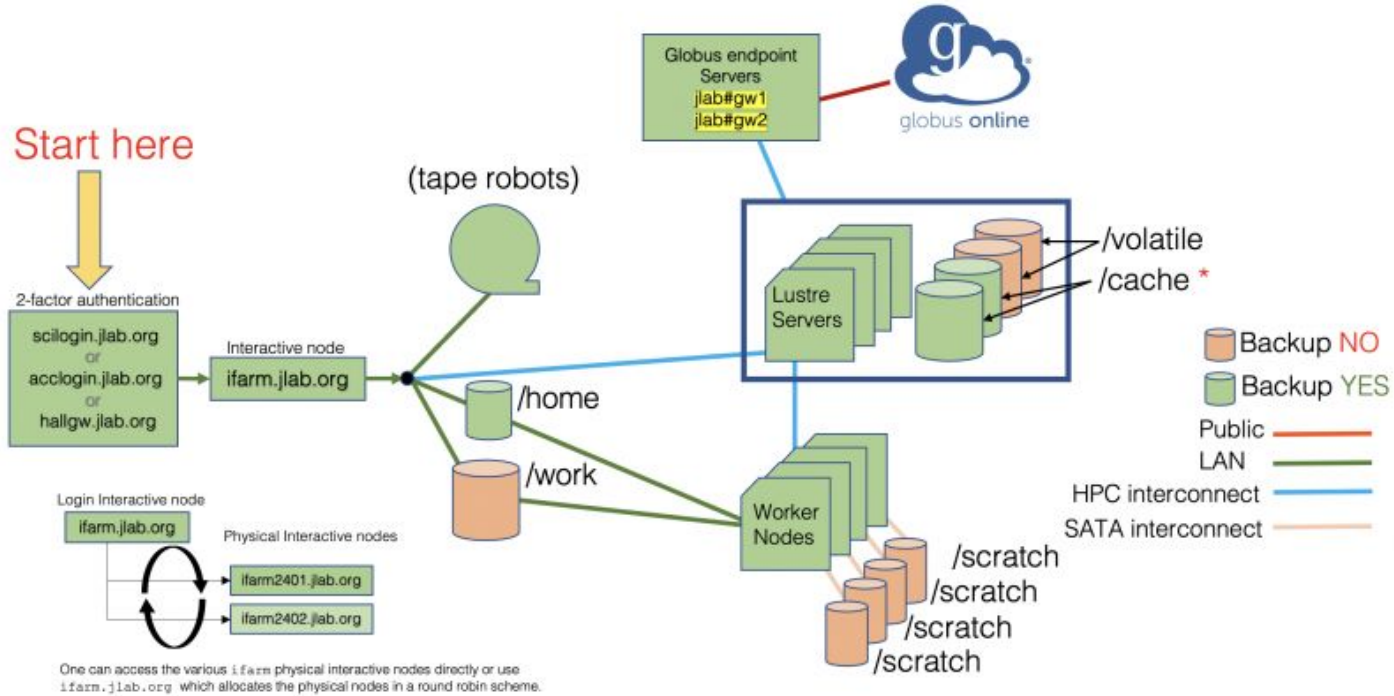 Globus endpoint
Servers
jlab#gw1
jlab#gw2
g
globus online
Start here
(tape robots)
2-factor authentication
scilogin.jlab.org
or
acclogin.jlab.org
or
hallgw.jlab.org
Interactive node
ifarm.jlab.org
/home
/work
Lustre
Servers
/volatile
/cache *
Backup NO
Backup YES
Public
LAN
HPC interconnect
SATA interconnect
Worker
Nodes
/scratch
/scratch
/scratch
/scratch
Login Interactive node
ifarm.jlab.org
Physical Interactive nodes
ifarm2401.jlab.org
ifarm2402.jlab.org
One can access the various ifarm physical interactive nodes directly or use
ifarm.jlab.org which allocates the physical nodes in a round robin scheme.